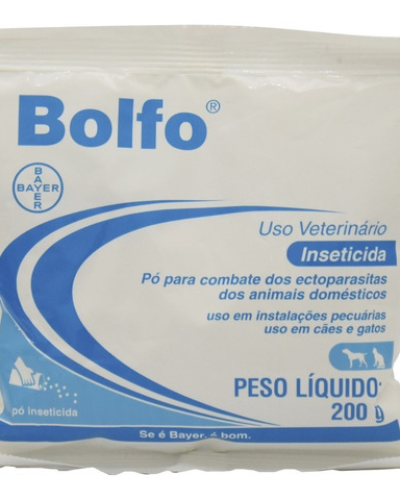 Bolfo®
BAYER
BAYER
Uso Veterinário
Inseticida
Pó para combate dos ectoparasitas
dos animais domésticos
uso em instalações pecuárias
uso em cães e gatos
pó inseticida
PESO LÍQUIDO:
200 g
Se é Bayer, é bom.